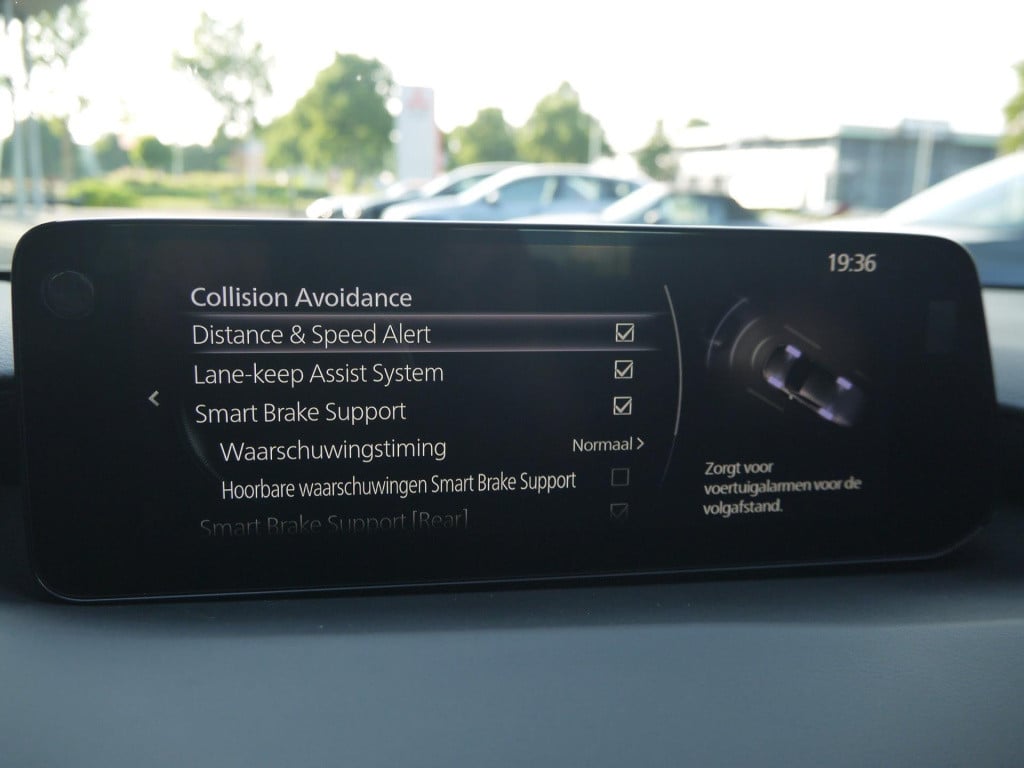 19:36
Collision Avoidance
Distance & Speed Alert
Lane-keep Assist System
Smart Brake Support
Waarschuwingstiming Normaal >
Hoorbare waarschuwingen Smart Brake Support
Smart Brake Support [Rear]
Zorgt voor
voertuigalarmen voor de
volgafstand.